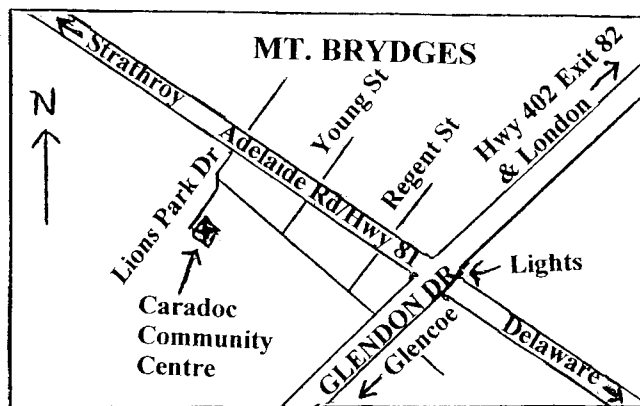 MT. BRYDGES
Strathroy
Hwy 402 Exit 82
& London
N
Young St
Adelaide Rd/Hwy 81
Regent St
Lions Park Dr
Lights
Caradoc
Community
Centre
GLENDON DR
Glencoe
Delaware